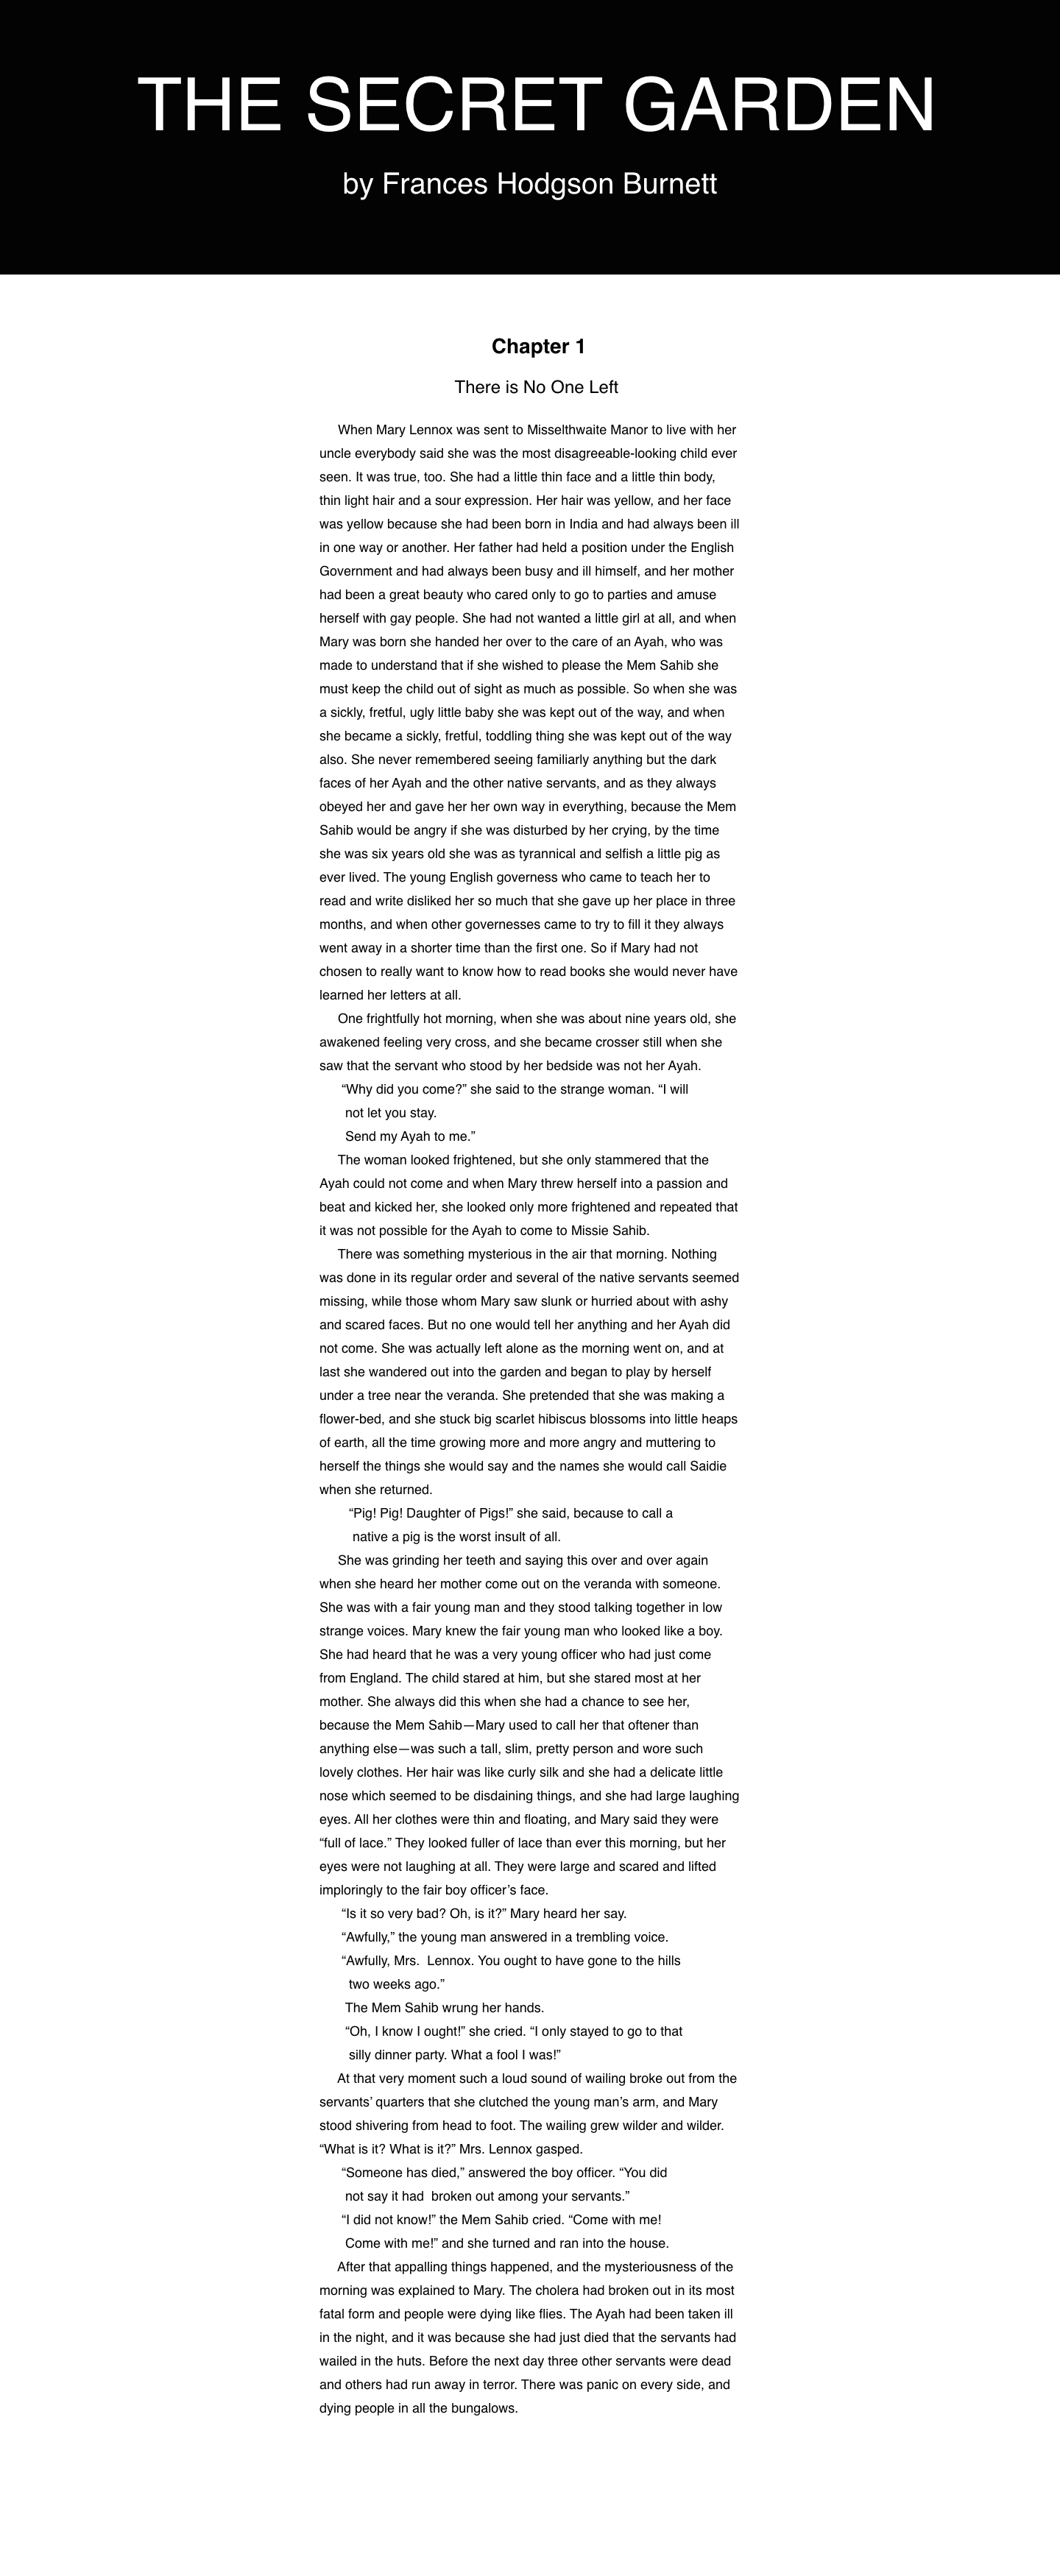 THE SECRET GARDEN
by Frances Hodgson Burnett
Chapter 1
There is No One Left
When Mary Lennox was sent to Misselthwaite Manor to live with her
uncle everybody said she was the most disagreeable-looking child ever
seen. It was true, too. She had a little thin face and a little thin body,
thin light hair and a sour expression. Her hair was yellow, and her face
was yellow because she had been born in India and had always been ill
in one way or another. Her father had held a position under the English
Government and had always been busy and ill himself, and her mother
had been a great beauty who cared only to go to parties and amuse
herself with gay people. She had not wanted a little girl at all, and when
Mary was born she handed her over to the care of an Ayah, who was
made to understand that if she wished to please the Mem Sahib she
must keep the child out of sight as much as possible. So when she was
a sickly, fretful, ugly little baby she was kept out of the way, and when
she became a sickly, fretful, toddling thing she was kept out of the way
also. She never remembered seeing familiarly anything but the dark
faces of her Ayah and the other native servants, and as they always
obeyed her and gave her her own way in everything, because the Mem
Sahib would be angry if she was disturbed by her crying, by the time
she was six years old she was as tyrannical and selfish a little pig as
ever lived. The young English governess who came to teach her to
read and write disliked her so much that she gave up her place in three
months, and when other governesses came to try to fill it they always
went away in a shorter time than the first one. So if Mary had not
chosen to really want to know how to read books she would never have
learned her letters at all.
One frightfully hot morning, when she was about nine years old, she
awakened feeling very cross, and she became crosser still when she
saw that the servant who stood by her bedside was not her Ayah.
“Why did you come?” she said to the strange woman. “I will
not let you stay.
Send my Ayah to me.”
The woman looked frightened, but she only stammered that the
Ayah could not come and when Mary threw herself into a passion and
beat and kicked her, she looked only more frightened and repeated that
it was not possible for the Ayah to come to Missie Sahib.
There was something mysterious in the air that morning. Nothing
was done in its regular order and several of the native servants seemed
missing, while those whom Mary saw slunk or hurried about with ashy
and scared faces. But no one would tell her anything and her Ayah did
not come. She was actually left alone as the morning went on, and at
last she wandered out into the garden and began to play by herself
under a tree near the veranda. She pretended that she was making a
flower-bed, and she stuck big scarlet hibiscus blossoms into little heaps
of earth, all the time growing more and more angry and muttering to
herself the things she would say and the names she would call Saidie
when she returned.
“Pig! Pig! Daughter of Pigs!” she said, because to call a
native a pig is the worst insult of all.
She was grinding her teeth and saying this over and over again
when she heard her mother come out on the veranda with someone.
She was with a fair young man and they stood talking together in low
strange voices. Mary knew the fair young man who looked like a boy.
She had heard that he was a very young officer who had just come
from England. The child stared at him, but she stared most at her
mother. She always did this when she had a chance to see her,
because the Mem Sahib—Mary used to call her that oftener than
anything else—was such a tall, slim, pretty person and wore such
lovely clothes. Her hair was like curly silk and she had a delicate little
nose which seemed to be disdaining things, and she had large laughing
eyes. All her clothes were thin and floating, and Mary said they were
“full of lace.” They looked fuller of lace than ever this morning, but her
eyes were not laughing at all. They were large and scared and lifted
imploringly to the fair boy officer’s face.
“Is it so very bad? Oh, is it?” Mary heard her say.
“Awfully,” the young man answered in a trembling voice.
“Awfully, Mrs.  Lennox. You ought to have gone to the hills
two weeks ago.”
The Mem Sahib wrung her hands.
“Oh, I know I ought!” she cried. “I only stayed to go to that
silly dinner party. What a fool I was!”
At that very moment such a loud sound of wailing broke out from the
servants’ quarters that she clutched the young man’s arm, and Mary
stood shivering from head to foot. The wailing grew wilder and wilder.
“What is it? What is it?” Mrs. Lennox gasped.
“Someone has died,” answered the boy officer. “You did
not say it had  broken out among your servants.”
“I did not know!” the Mem Sahib cried. “Come with me!
Come with me!” and she turned and ran into the house.
After that appalling things happened, and the mysteriousness of the
morning was explained to Mary. The cholera had broken out in its most
fatal form and people were dying like flies. The Ayah had been taken ill
in the night, and it was because she had just died that the servants had
wailed in the huts. Before the next day three other servants were dead
and others had run away in terror. There was panic on every side, and
dying people in all the bungalows.